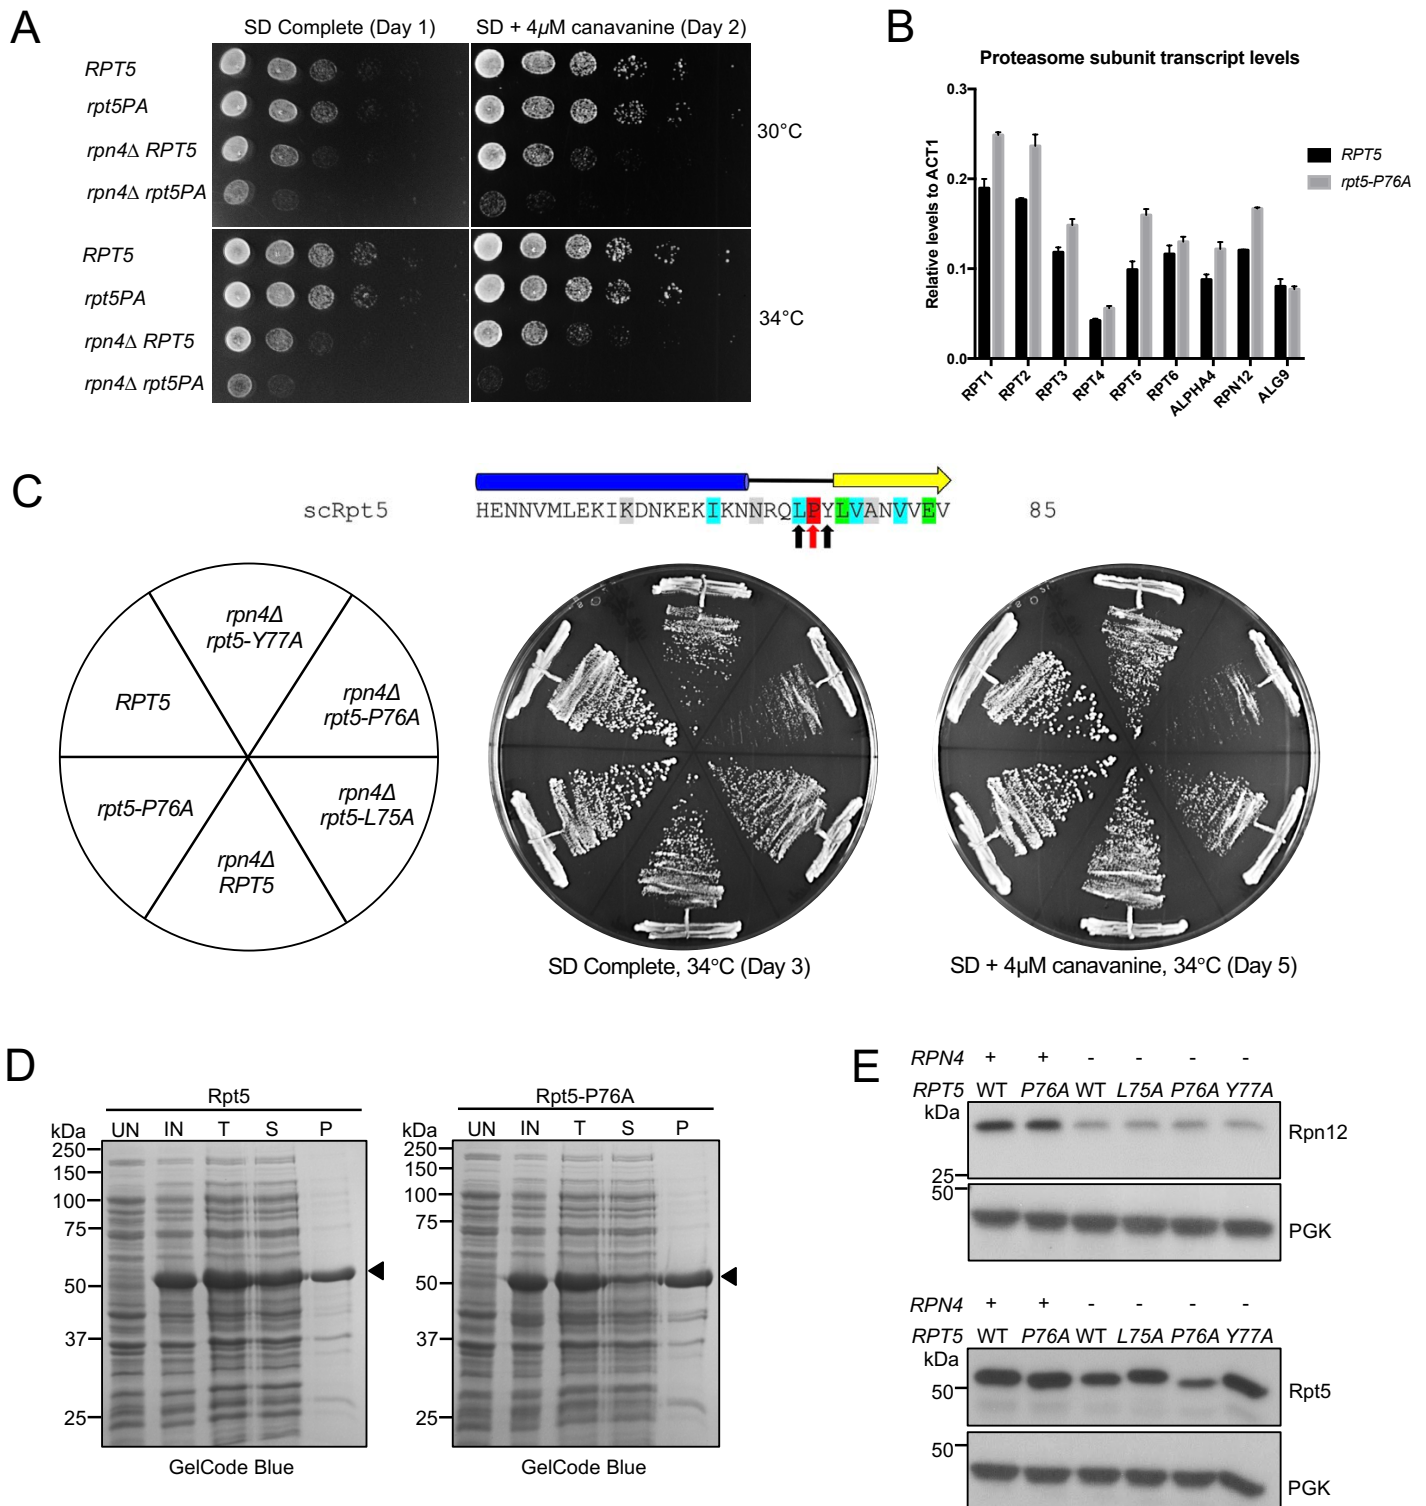 A
SD Complete (Day 1)
SD + 4µM canavanine (Day 2)
RPT5
rpt5PA
rpn4Δ RPT5
rpn4Δ rpt5PA
30°C
RPT5
rpt5PA
rpn4Δ RPT5
rpn4Δ rpt5PA
34°C
B
Proteasome subunit transcript levels
Relative levels to ACT1
0.3
0.2
0.1
0.0
RPT1
RPT2
RPT3
RPT4
RPT5
RPT6
ALPHA4
RPN12
ALG9
RPT5
rpt5-P76A
C
scRpt5 HENNVMLEKIKDNKEKIKNNRQLPYLVANVVEV 85
rpn4Δ
rpt5-Y77A
RPT5
rpn4Δ
rpt5-P76A
rpt5-P76A
rpn4Δ
rpt5-L75A
rpn4Δ
RPT5
SD Complete, 34°C (Day 3)
SD + 4µM canavanine, 34°C (Day 5)
D
Rpt5
kDa UN IN T S P
250
150
100
75
50
37
25
GelCode Blue
Rpt5-P76A
kDa UN IN T S P
250
150
100
75
50
37
25
GelCode Blue
E
RPN4 + + - - - -
RPT5 WT P76A WT L75A P76A Y77A
kDa
Rpn12
25
50
PGK
RPN4 + + - - - -
RPT5 WT P76A WT L75A P76A Y77A
kDa
50
Rpt5
50
PGK